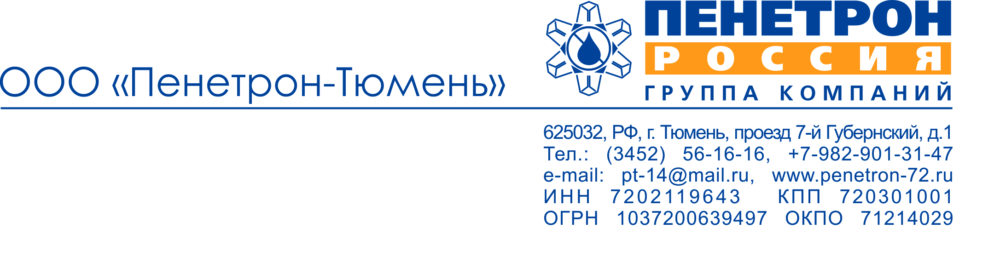 ООО «Пенетрон-Тюмень»
ПЕНЕТРОН
РОССИЯ
ГРУППА КОМПАНИЙ
625032, РФ, г. Тюмень, проезд 7-й Губернский, д.1
Тел.: (3452) 56-16-16, +7-982-901-31-47
e-mail: pt-14@mail.ru, www.penetron-72.ru
ИНН 7202119643 КПП 720301001
ОГРН 1037200639497 ОКПО 71214029